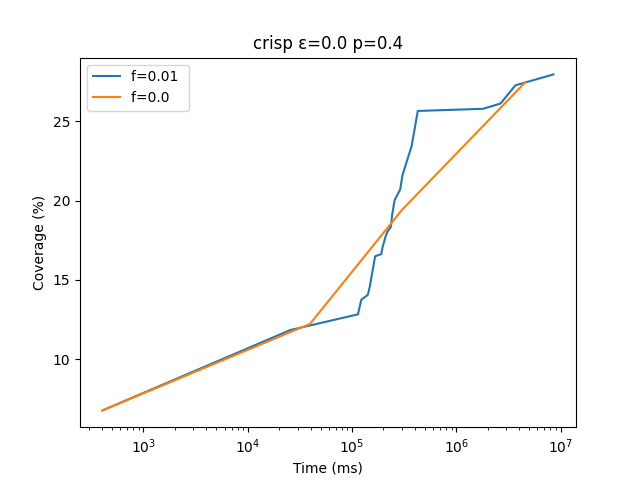 crisp ε=0.0 p=0.4
f=0.01
f=0.0
Coverage (%)
25
20
15
10
10³
10⁴
10⁵
10⁶
10⁷
Time (ms)